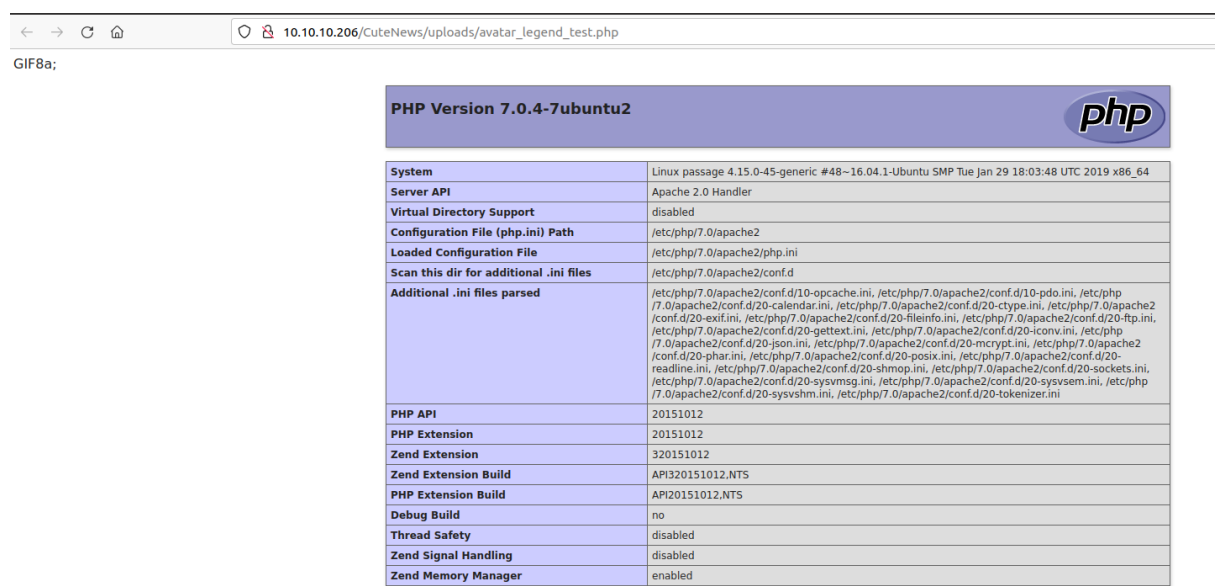 10.10.10.206/CuteNews/uploads/avatar_legend_test.php
GIF8a;
PHP Version 7.0.4-7ubuntu2
php
System Linux passage 4.15.0-45-generic #48~16.04.1-Ubuntu SMP Tue Jan 29 18:03:48 UTC 2019 x86_64
Server API Apache 2.0 Handler
Virtual Directory Support disabled
Configuration File (php.ini) Path /etc/php/7.0/apache2
Loaded Configuration File /etc/php/7.0/apache2/php.ini
Scan this dir for additional .ini files /etc/php/7.0/apache2/conf.d
Additional .ini files parsed /etc/php/7.0/apache2/conf.d/10-opcache.ini, /etc/php/7.0/apache2/conf.d/10-pdo.ini, /etc/php
/7.0/apache2/conf.d/20-calendar.ini, /etc/php/7.0/apache2/conf.d/20-ctype.ini, /etc/php/7.0/apache2
/conf.d/20-exif.ini, /etc/php/7.0/apache2/conf.d/20-fileinfo.ini, /etc/php/7.0/apache2/conf.d/20-ftp.ini,
/etc/php/7.0/apache2/conf.d/20-gettext.ini, /etc/php/7.0/apache2/conf.d/20-iconv.ini, /etc/php
/7.0/apache2/conf.d/20-json.ini, /etc/php/7.0/apache2/conf.d/20-mcrypt.ini, /etc/php/7.0/apache2
/conf.d/20-phar.ini, /etc/php/7.0/apache2/conf.d/20-posix.ini, /etc/php/7.0/apache2/conf.d/20-
readline.ini, /etc/php/7.0/apache2/conf.d/20-shmop.ini, /etc/php/7.0/apache2/conf.d/20-sockets.ini,
/etc/php/7.0/apache2/conf.d/20-sysvmsg.ini, /etc/php/7.0/apache2/conf.d/20-sysvsem.ini, /etc/php
/7.0/apache2/conf.d/20-sysvshm.ini, /etc/php/7.0/apache2/conf.d/20-tokenizer.ini
PHP API 20151012
PHP Extension 20151012
Zend Extension 320151012
Zend Extension Build API320151012,NTS
PHP Extension Build API20151012,NTS
Debug Build no
Thread Safety disabled
Zend Signal Handling disabled
Zend Memory Manager enabled